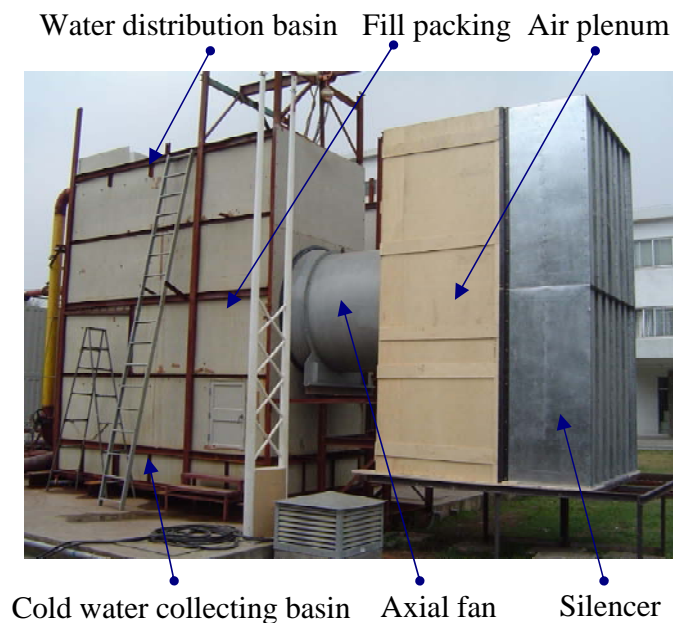 Water distribution basin Fill packing Air plenum
Cold water collecting basin Axial fan Silencer